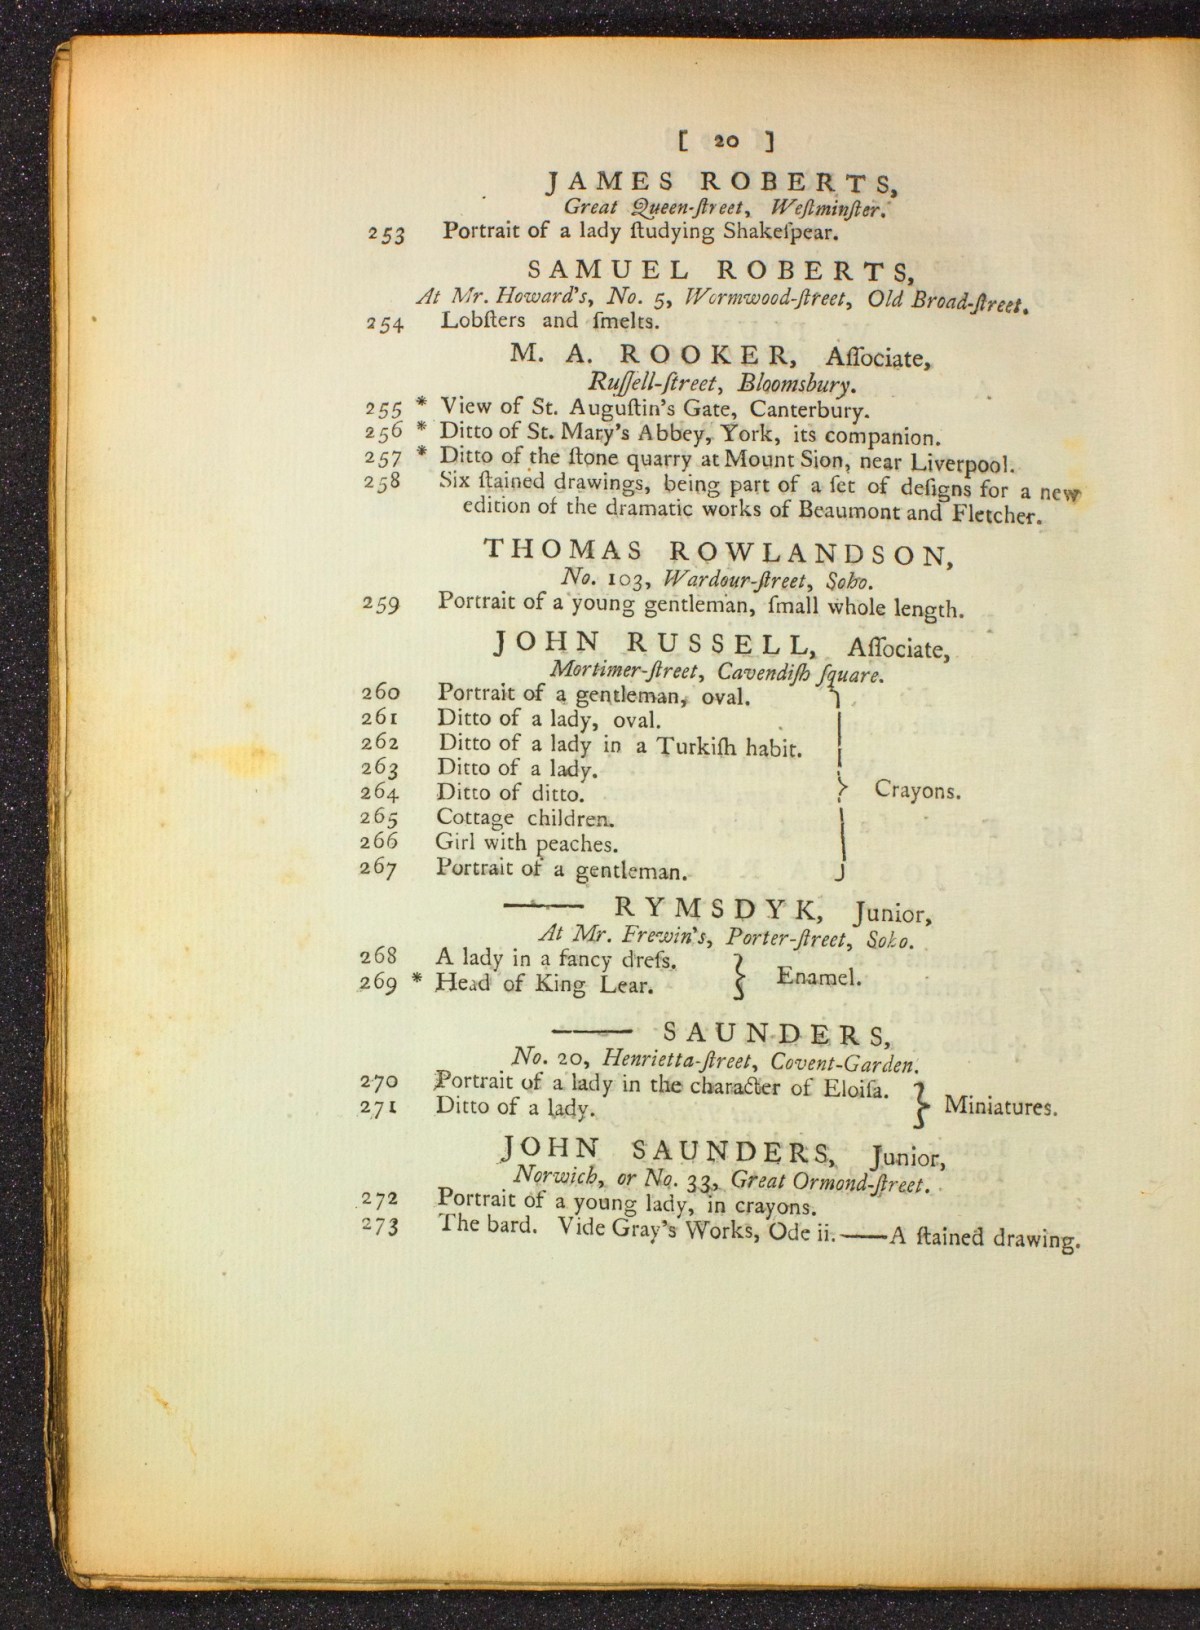 [ 20 ]
JAMES ROBERTS,
Great Queen-ſtreet, Weſtminſter.
253 Portrait of a lady ſtudying Shakeſpear.
SAMUEL ROBERTS,
At Mr. Howard's, No. 5, Wormwood-ſtreet, Old Broad-ſtreet.
254 Lobſters and ſmelts.
M. A. ROOKER, Aſſociate,
Ruſſell-ſtreet, Bloomsbury.
255 * View of St. Auguſtin's Gate, Canterbury.
256 * Ditto of St. Mary's Abbey, York, its companion.
257 * Ditto of the ſtone quarry at Mount Sion, near Liverpool.
258 Six ſtained drawings, being part of a ſet of deſigns for a new
edition of the dramatic works of Beaumont and Fletcher.
THOMAS ROWLANDSON,
No. 103, Wardour-ſtreet, Soho.
259 Portrait of a young gentleman, ſmall whole length.
JOHN RUSSELL, Aſſociate,
Mortimer-ſtreet, Cavendiſh ſquare.
260 Portrait of a gentleman, oval.
261 Ditto of a lady, oval.
262 Ditto of a lady in a Turkiſh habit.
263 Ditto of a lady.
264 Ditto of ditto. Crayons.
265 Cottage children.
266 Girl with peaches.
267 Portrait of a gentleman.
—— RYMSDYK, Junior,
At Mr. Frewin's, Porter-ſtreet, Soho.
268 A lady in a fancy dreſs.
269 * Head of King Lear. } Enamel.
—— SAUNDERS,
No. 20, Henrietta-ſtreet, Covent-Garden.
270 Portrait of a lady in the character of Eloiſa.
271 Ditto of a lady. } Miniatures.
JOHN SAUNDERS, Junior,
Norwich, or No. 33, Great Ormond-ſtreet.
272 Portrait of a young lady, in crayons.
273 The bard. Vide Gray's Works, Ode ii.——A ſtained drawing.